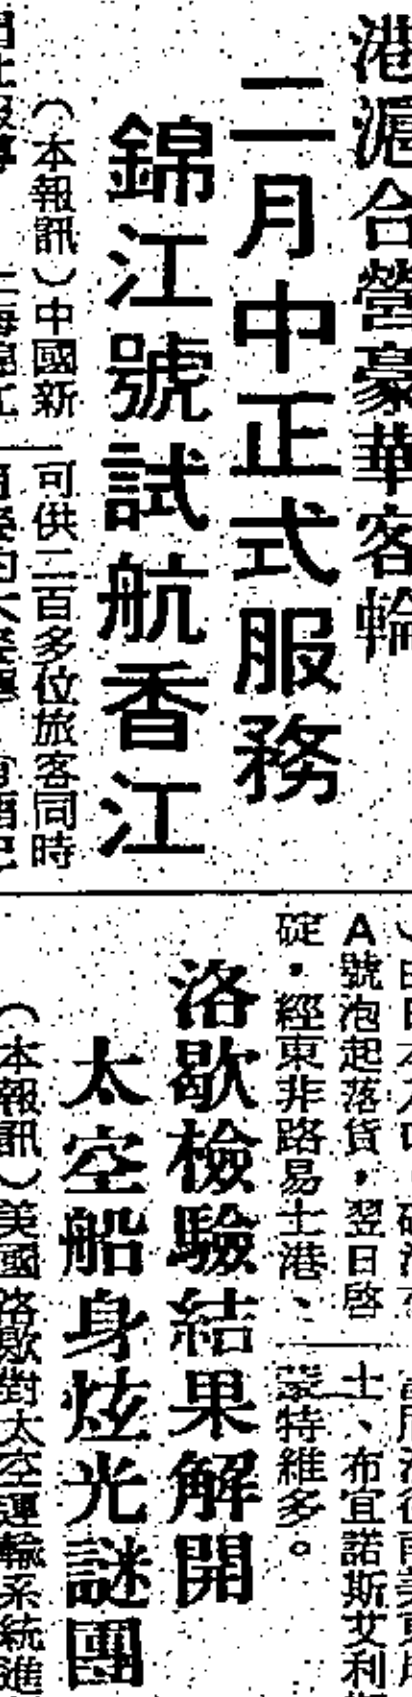 港滬合營豪華客輪
二月中正式服務
錦江號試航香江
（本報訊）中國新
可供二百多位旅客同時
A號泡起落貨，翌日啓
碇，經東非路易士港、
士、布宜諾斯艾利
蒙特維多。
洛歇檢驗結果解開
太空船身炫光謎團
（本報訊）美國洛歇對太空運輸系統進